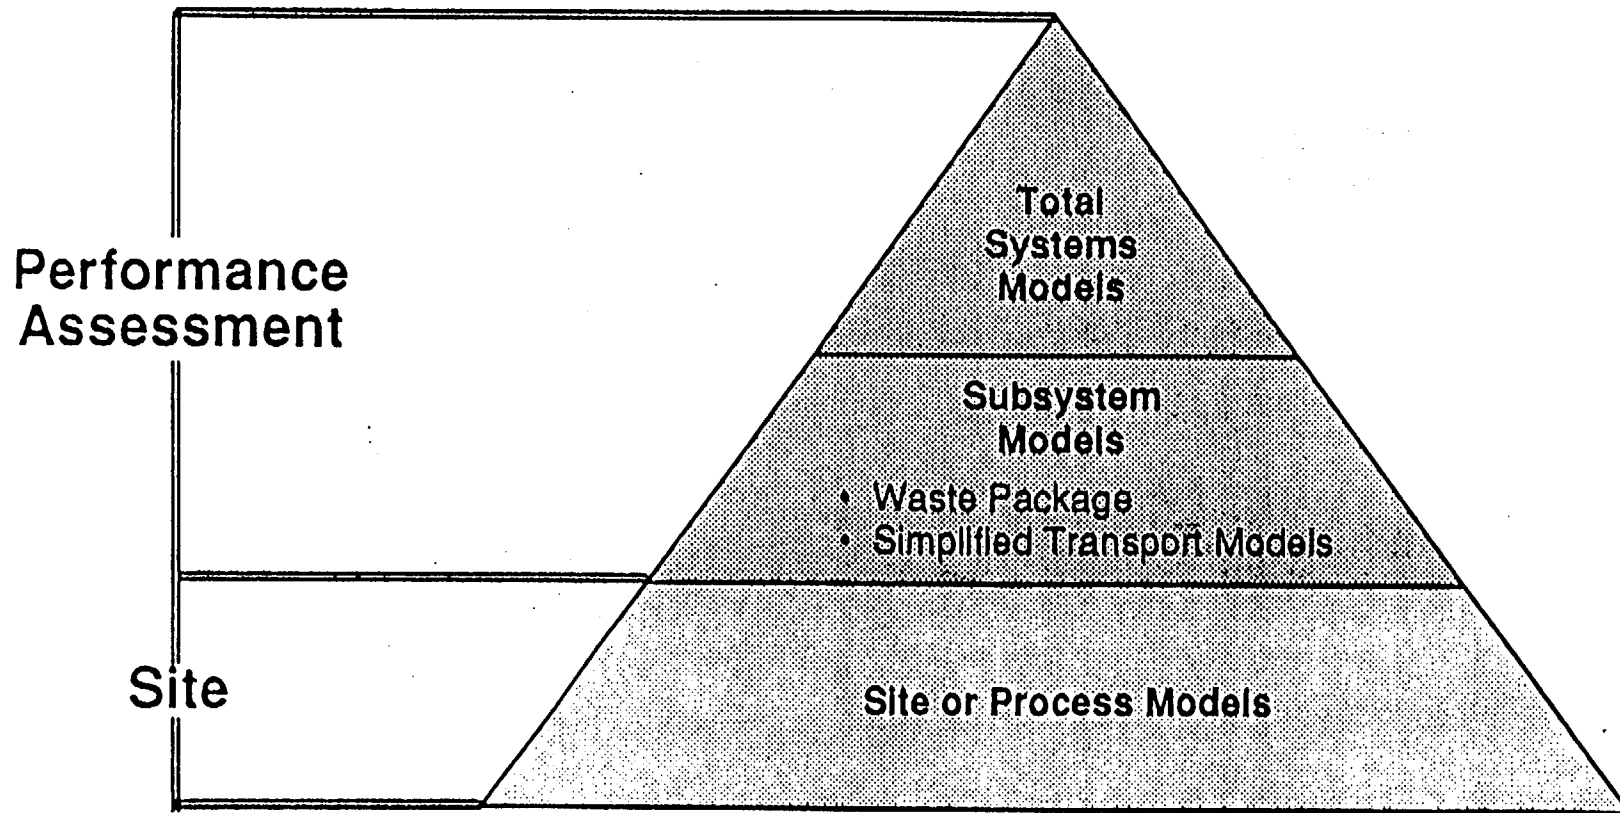 Performance
Assessment
Total
Systems
Models
Subsystem
Models
• Waste Package
• Simplified Transport Models
Site
Site or Process Models